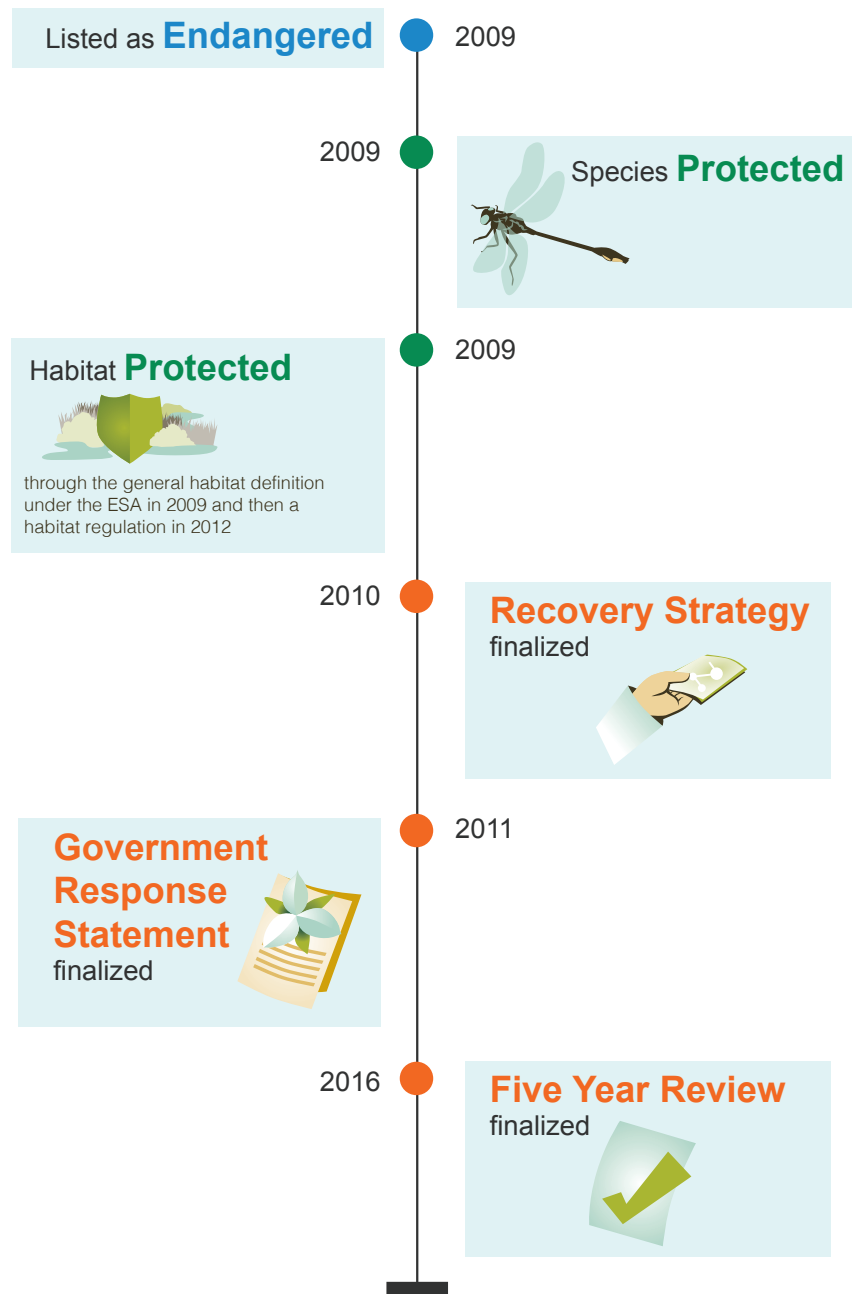 Listed as Endangered
2009
2009
Species Protected
2009
Habitat Protected
through the general habitat definition
under the ESA in 2009 and then a
habitat regulation in 2012
2010
Recovery Strategy
finalized
2011
Government
Response
Statement
finalized
2016
Five Year Review
finalized